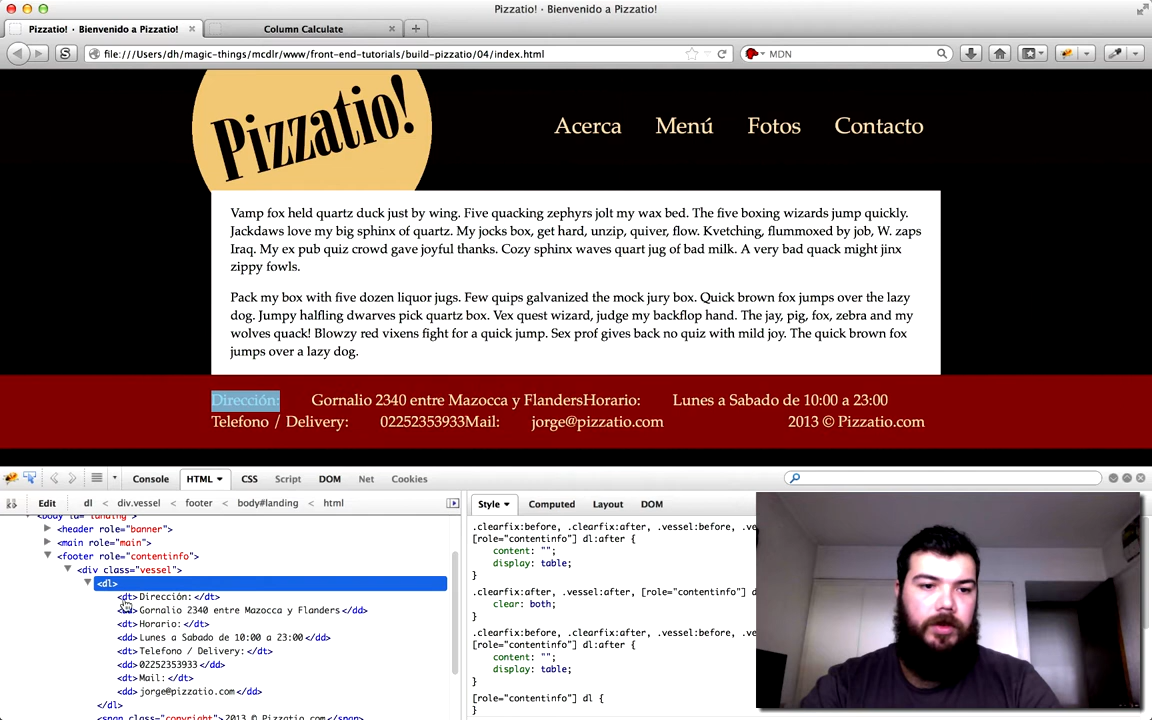 Pizzatio! · Bienvenido a Pizzatio!
Pizzatio! · Bienvenido a Pizzatio!
Column Calculate
file:///Users/dh/magic-things/mcdlr/www/front-end-tutorials/build-pizzatio/04/index.html
MDN
Pizzatio!
Acerca Menú Fotos Contacto
Vamp fox held quartz duck just by wing. Five quacking zephyrs jolt my wax bed. The five boxing wizards jump quickly.
Jackdaws love my big sphinx of quartz. My jocks box, get hard, unzip, quiver, flow. Kvetching, flummoxed by job, W. zaps
Iraq. My ex pub quiz crowd gave joyful thanks. Cozy sphinx waves quart jug of bad milk. A very bad quack might jinx
zippy fowls.
Pack my box with five dozen liquor jugs. Few quips galvanized the mock jury box. Quick brown fox jumps over the lazy
dog. Jumpy halfling dwarves pick quartz box. Vex quest wizard, judge my backflop hand. The jay, pig, fox, zebra and my
wolves quack! Blowzy red vixens fight for a quick jump. Sex prof gives back no quiz with mild joy. The quick brown fox
jumps over a lazy dog.
Dirección: Gornalio 2340 entre Mazocca y FlandersHorario: Lunes a Sabado de 10:00 a 23:00
Telefono / Delivery: 02252353933Mail: jorge@pizzatio.com 2013 © Pizzatio.com
Console HTML CSS Script DOM Net Cookies
Edit dl < div.vessel < footer < body#landing < html
Style Computed Layout DOM
<body id="landing">
<header role="banner">
<main role="main">
<footer role="contentinfo">
<div class="vessel">
<dl>
<dt>Dirección:</dt>
Gornalio 2340 entre Mazocca y Flanders</dd>
<dt>Horario:</dt>
<dd>Lunes a Sabado de 10:00 a 23:00</dd>
<dt>Telefono / Delivery:</dt>
<dd>02252353933</dd>
<dt>Mail:</dt>
<dd>jorge@pizzatio.com</dd>
</dl>
<span class="copyright">2013 © Pizzatio.com</span>
.clearfix:before, .clearfix:after, .vessel:before,
[role="contentinfo"] dl:after {
content: "";
display: table;
}
.clearfix:after, .vessel:after, [role="contentinfo"] dl:after {
clear: both;
}
.clearfix:before, .clearfix:after, .vessel:before,
[role="contentinfo"] dl:after {
content: "";
display: table;
}
[role="contentinfo"] dl {
}